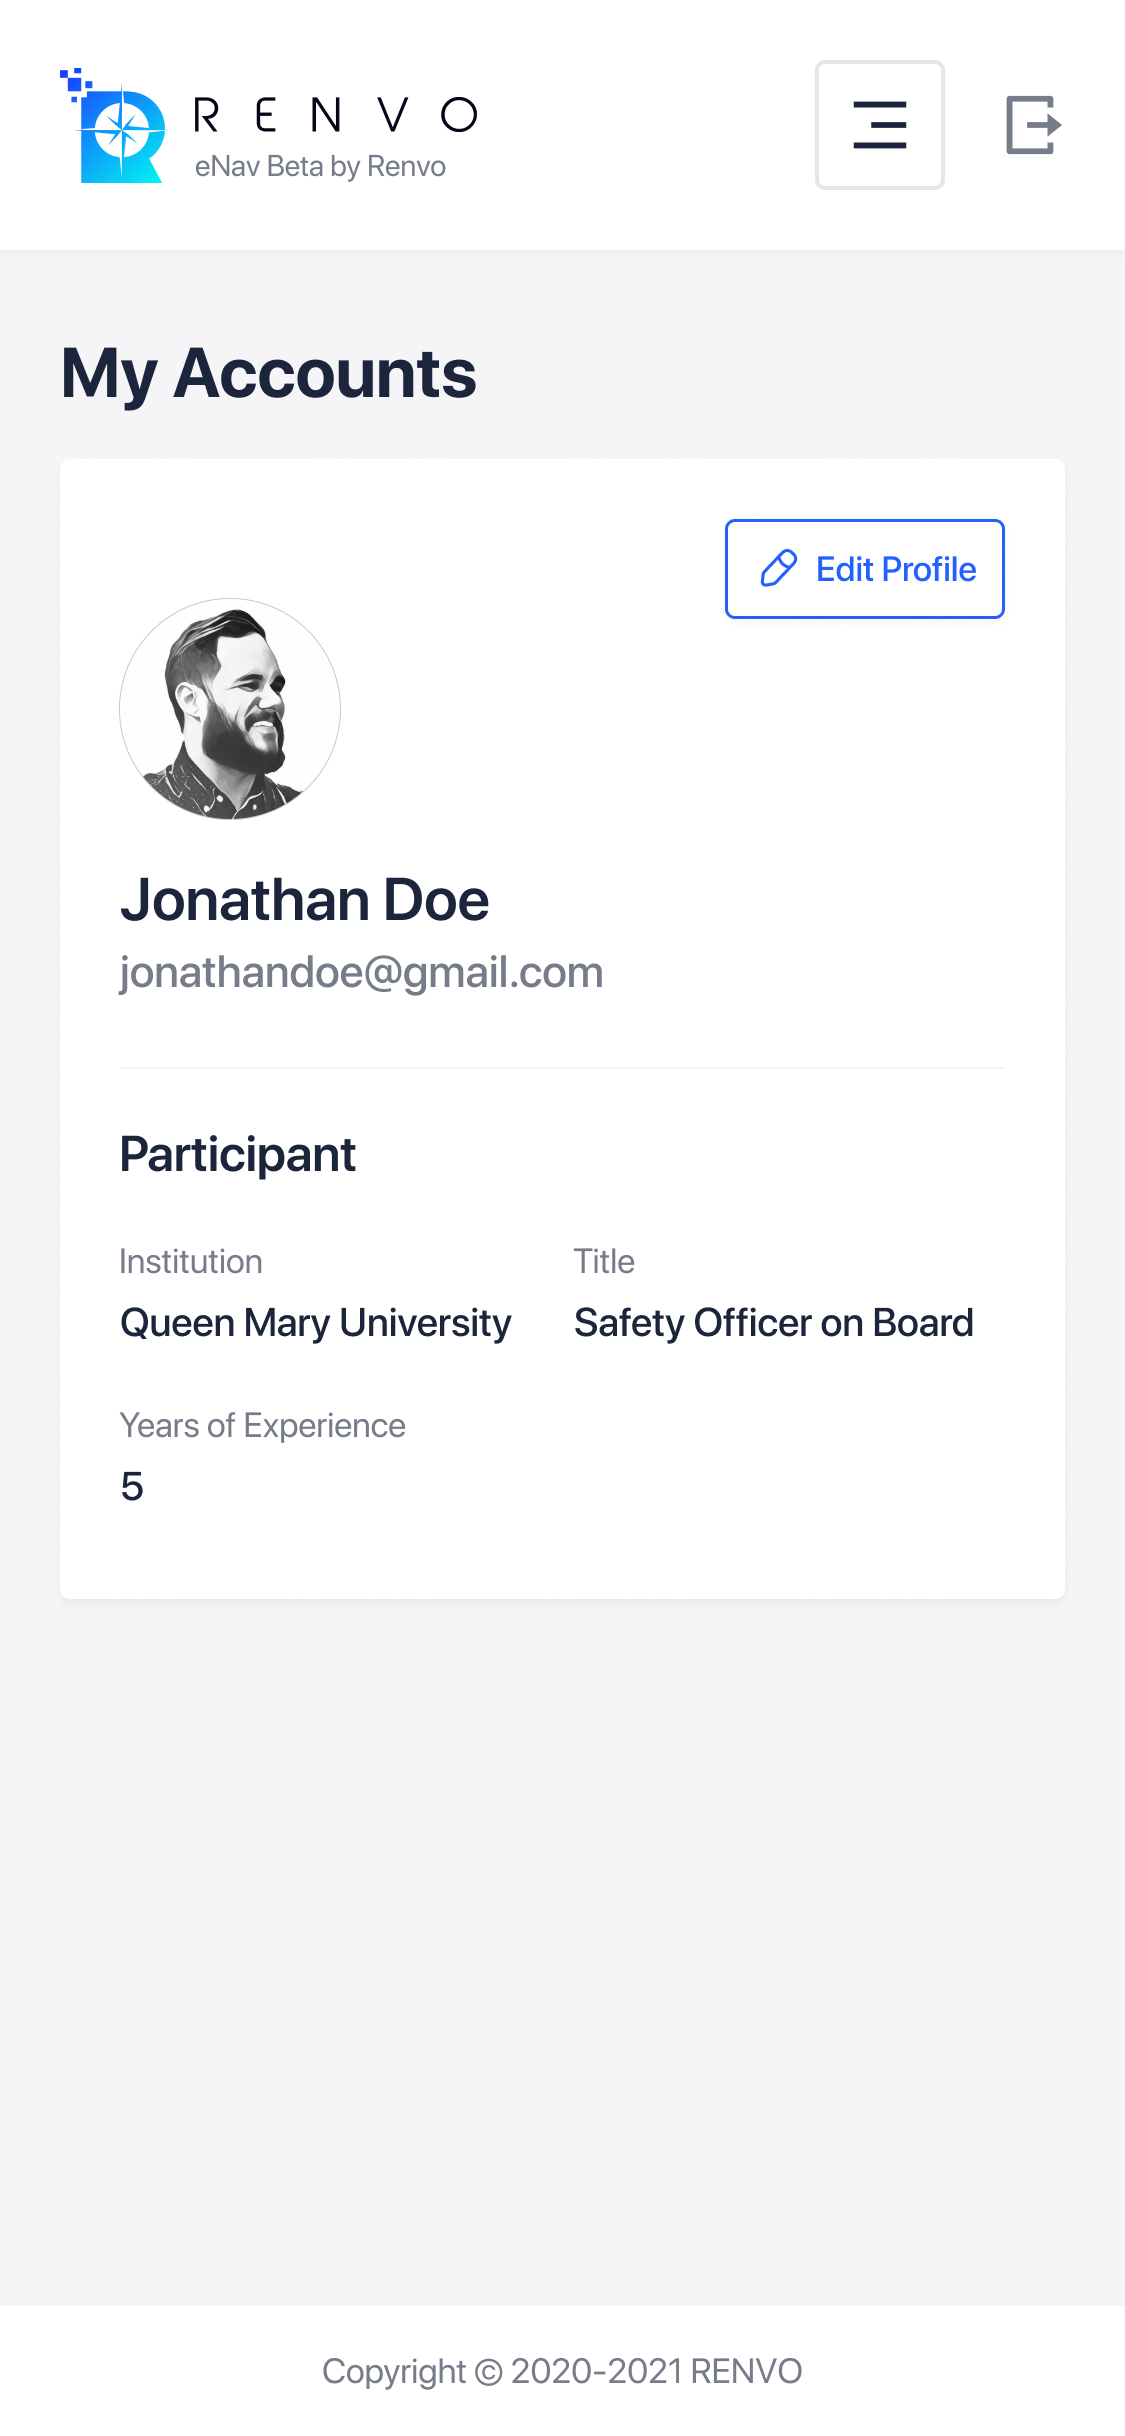 RENVO
eNav Beta by Renvo
My Accounts
Edit Profile
Jonathan Doe
jonathandoe@gmail.com
Participant
Institution
Title
Queen Mary University
Safety Officer on Board
Years of Experience
5
Copyright © 2020-2021 RENVO